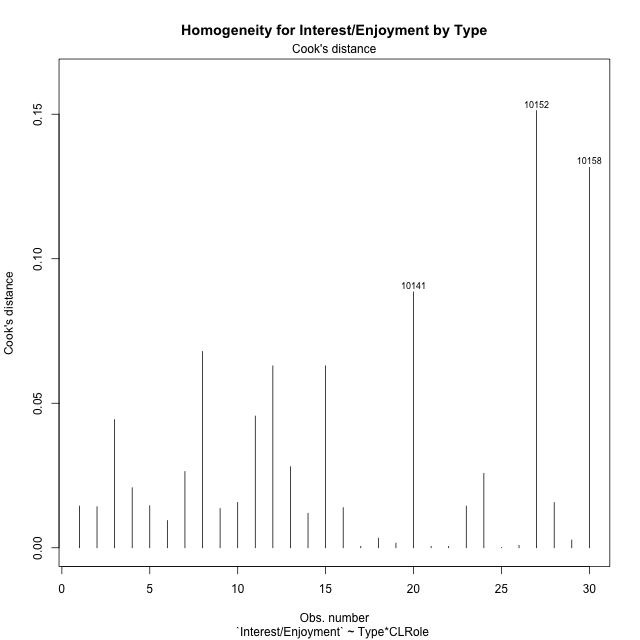 Homogeneity for Interest/Enjoyment by Type
Cook's distance
Cook's distance
0.15
0.10
0.05
0.00
10152
10158
10141
0 5 10 15 20 25 30
Obs. number
`Interest/Enjoyment` ~ Type*CLRole